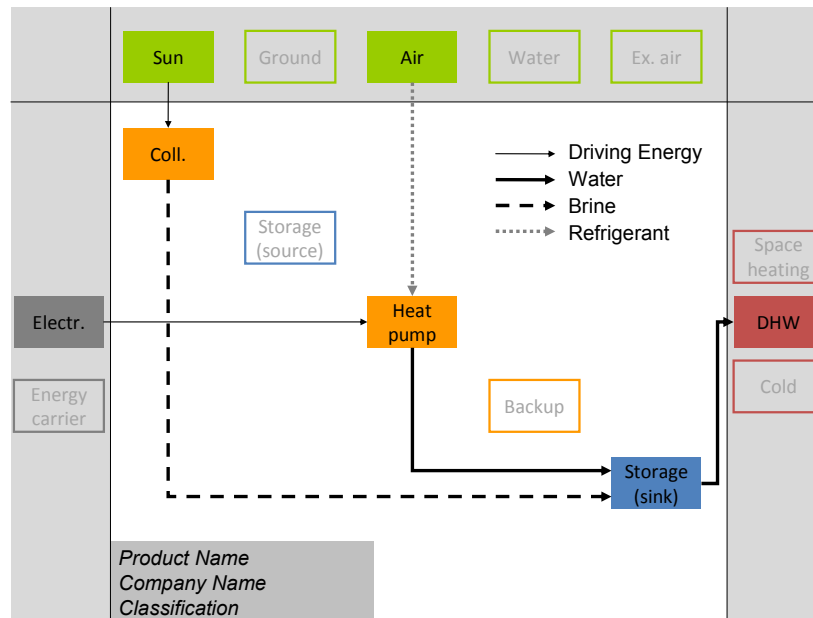 Sun
Ground
Air
Water
Ex. air
Coll.
Driving Energy
Water
Brine
Refrigerant
Storage
(source)
Space
heating
Electr.
Heat
pump
DHW
Energy
carrier
Backup
Cold
Storage
(sink)
Product Name
Company Name
Classification